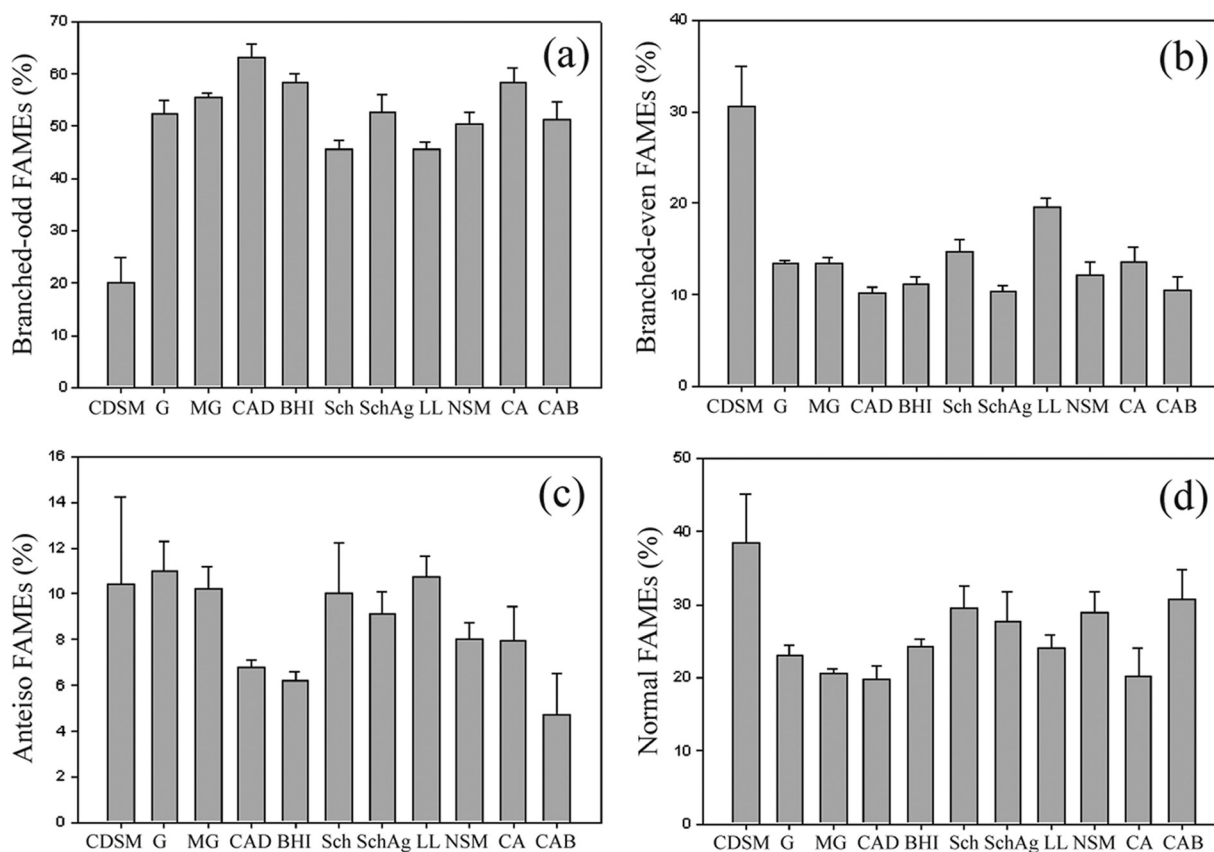 (a)
Branched-odd FAMEs (%)
70
60
50
40
30
20
10
0
CDSM G MG CAD BHI Sch SchAg LL NSM CA CAB
(b)
Branched-even FAMEs (%)
40
30
20
10
0
CDSM G MG CAD BHI Sch SchAg LL NSM CA CAB
(c)
Anteiso FAMEs (%)
16
14
12
10
8
6
4
2
0
CDSM G MG CAD BHI Sch SchAg LL NSM CA CAB
(d)
Normal FAMEs (%)
50
40
30
20
10
0
CDSM G MG CAD BHI Sch SchAg LL NSM CA CAB